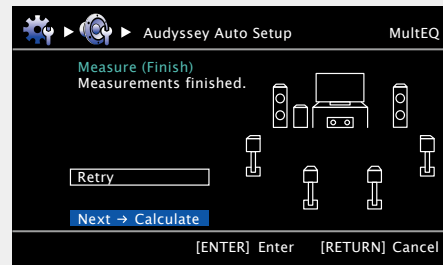 Audyssey Auto Setup MultEQ
Measure (Finish)
Measurements finished.
Retry
Next → Calculate
[ENTER] Enter [RETURN] Cancel